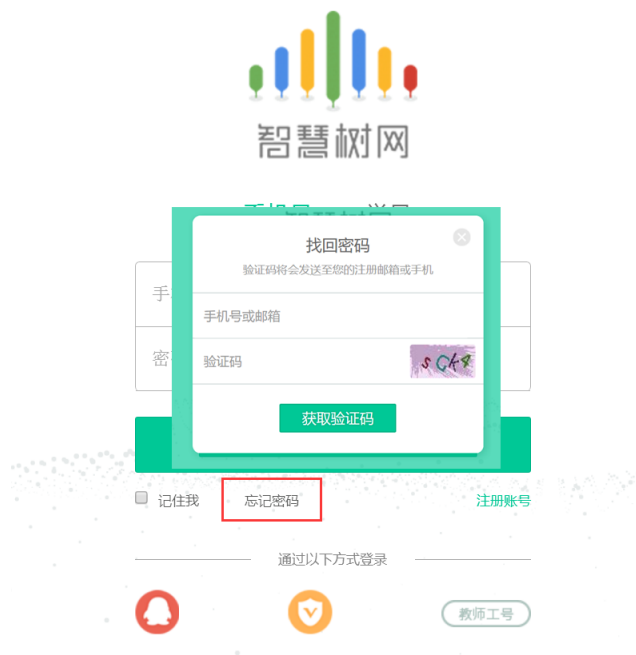 智慧树网
找回密码
验证码将会发送至您的注册邮箱或手机
手机号或邮箱
验证码
sCK4
获取验证码
手
密
记住我
忘记密码
注册账号
通过以下方式登录
教师工号